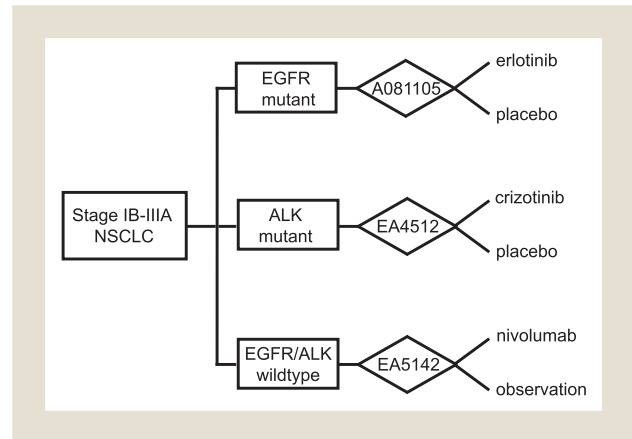 Stage IB-IIIA
NSCLC
EGFR
mutant
A081105
erlotinib
placebo
ALK
mutant
EA4512
crizotinib
placebo
EGFR/ALK
wildtype
EA5142
nivolumab
observation